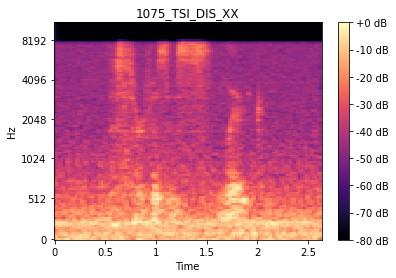 1075_TSI_DIS_XX
+0 dB
8192
-10 dB
4096
-20 dB
-30 dB
2048
Hz
-40 dB
1024
-50 dB
512
-60 dB
-70 dB
0
-80 dB
0 0.5 1 1.5 2 2.5
Time